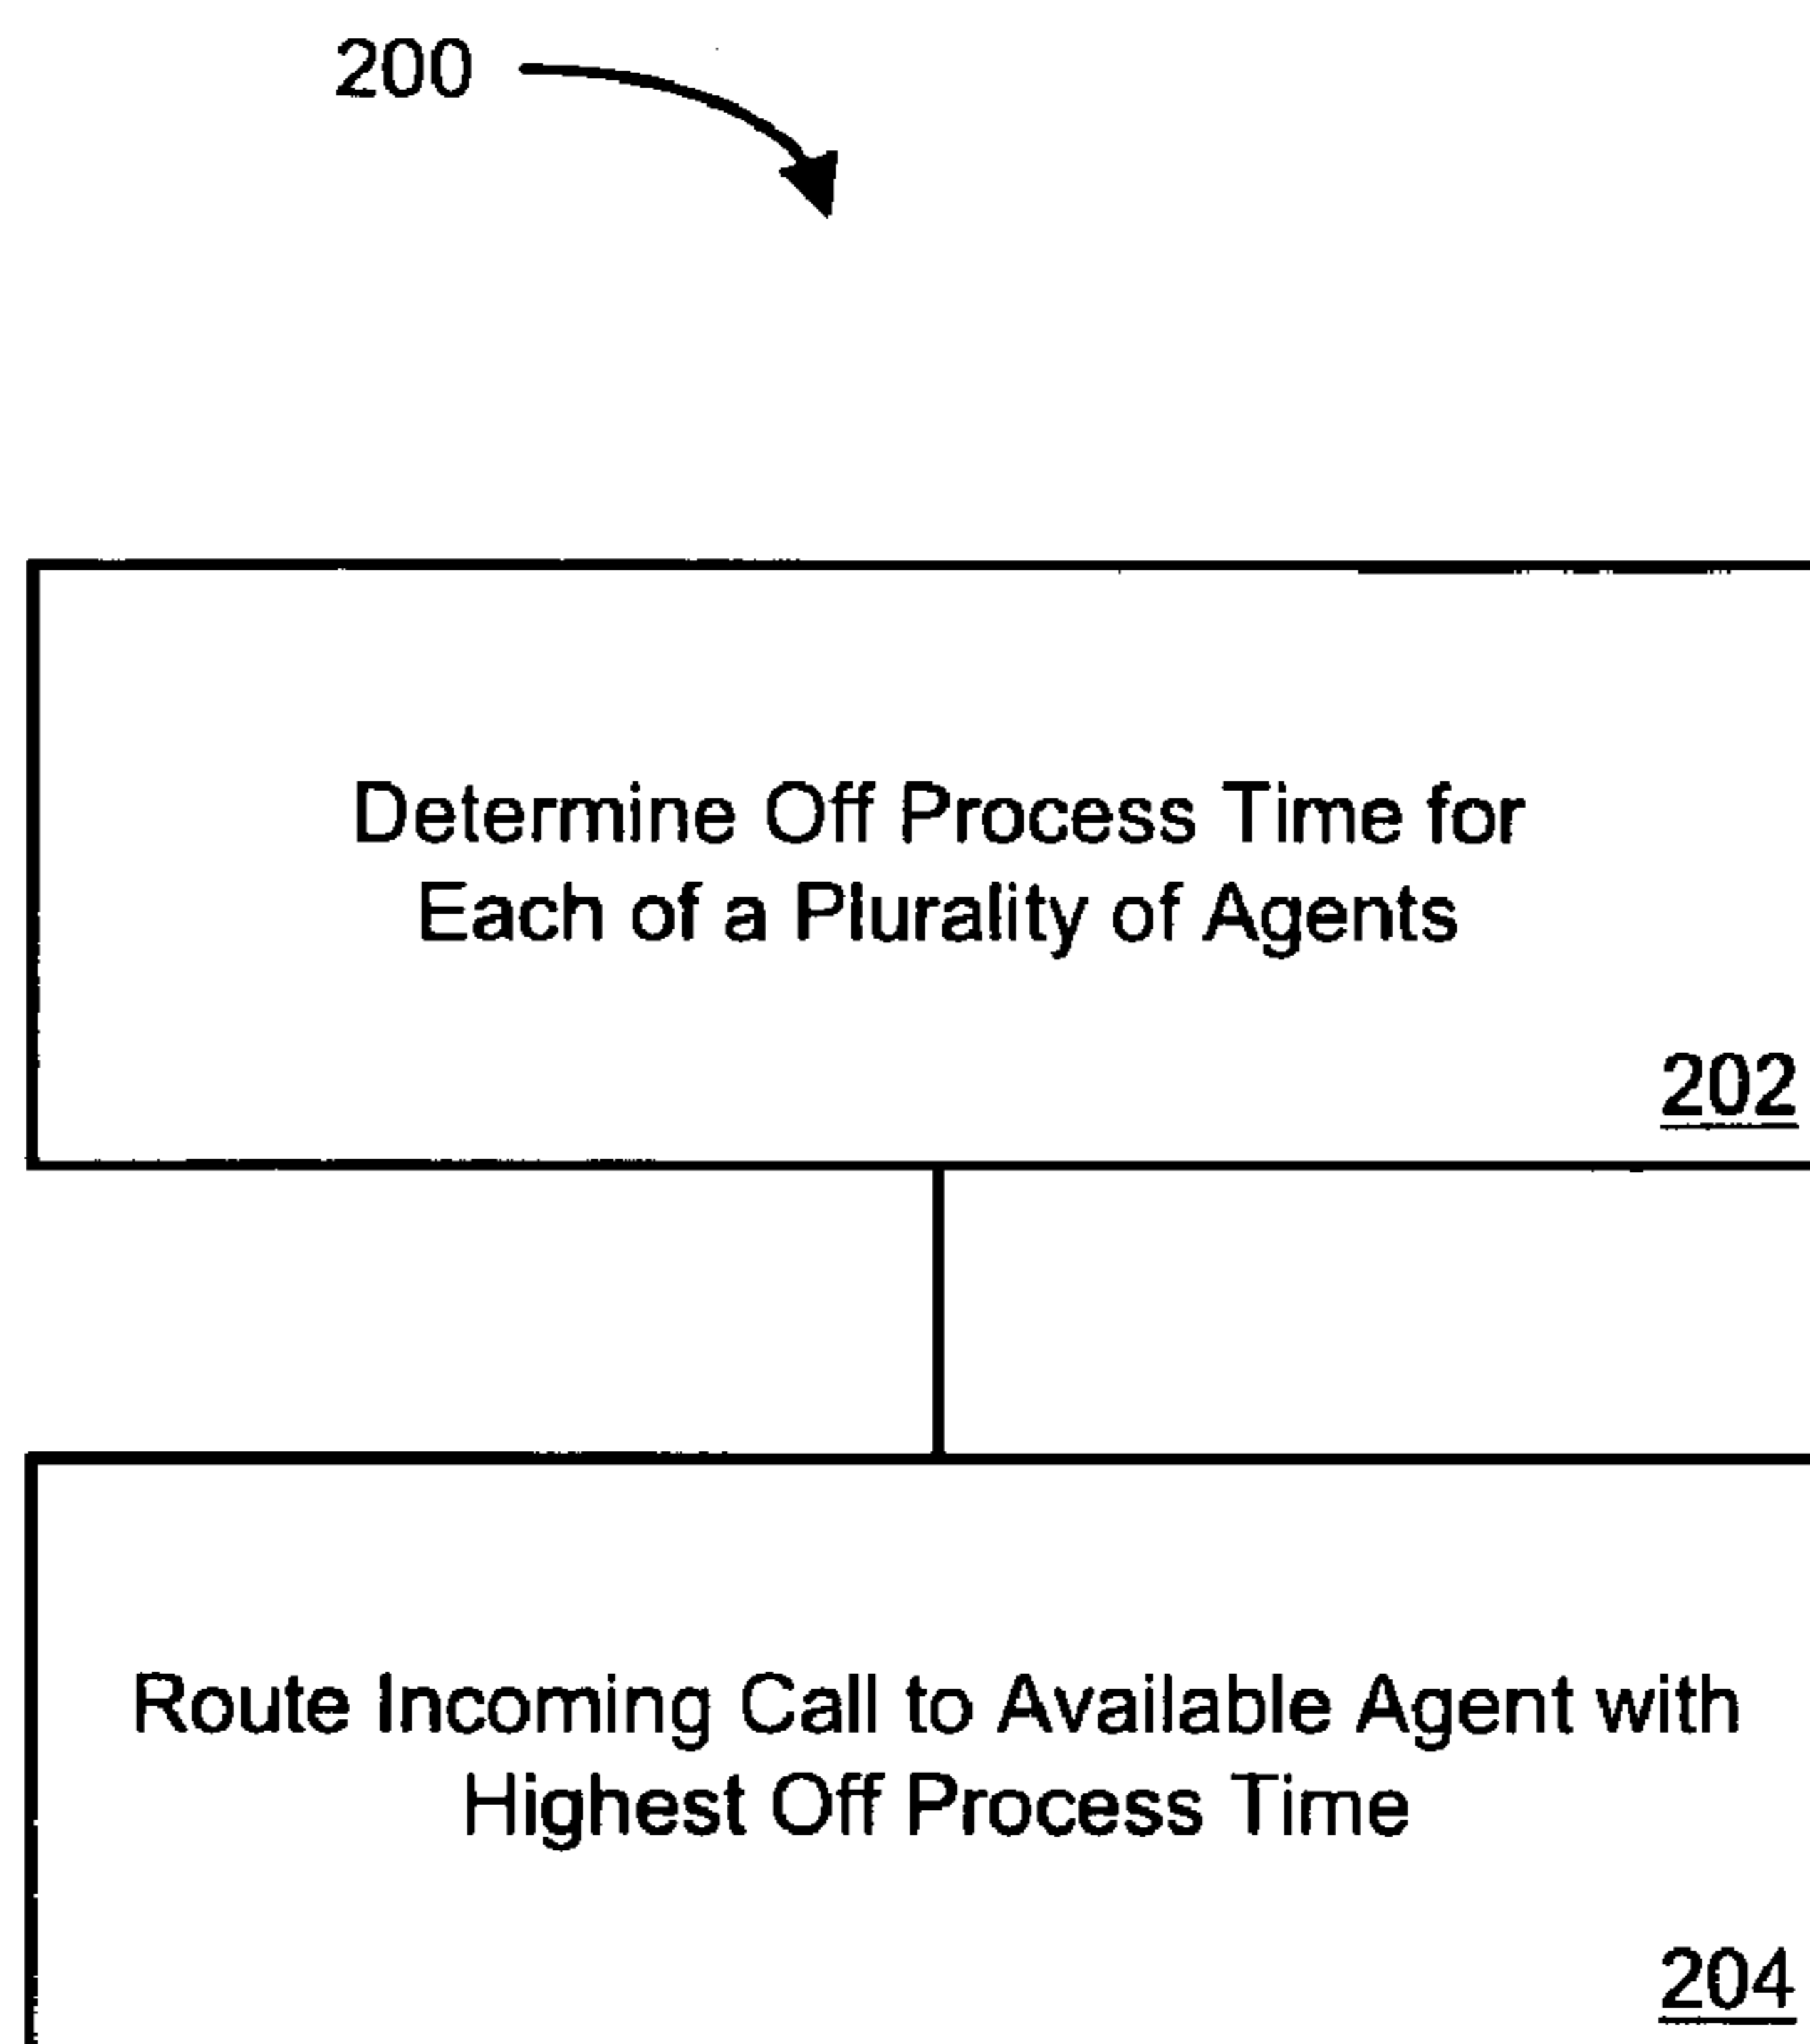 200
Determine Off Process Time for
Each of a Plurality of Agents
202
Route Incoming Call to Available Agent with
Highest Off Process Time
204